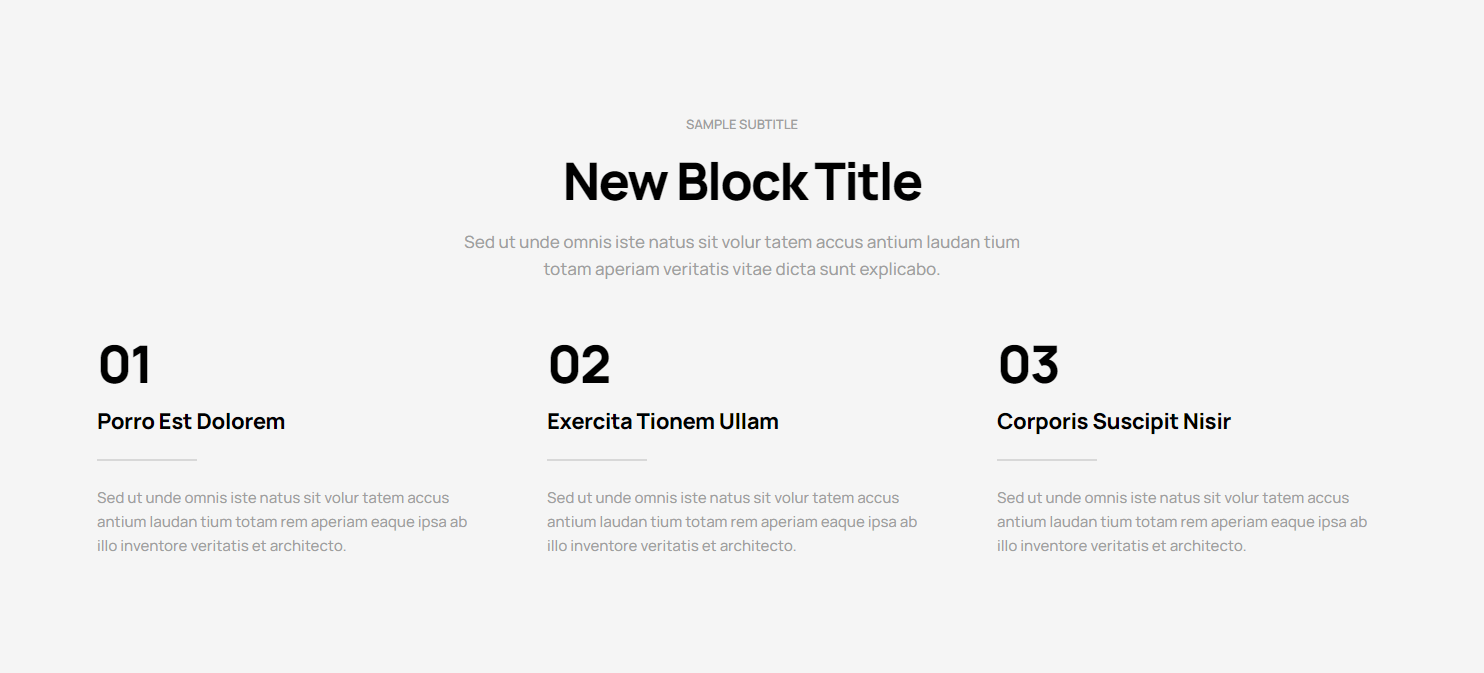 SAMPLE SUBTITLE
New Block Title
Sed ut unde omnis iste natus sit volur tatem accus antium laudan tium
totam aperiam veritatis vitae dicta sunt explicabo.
01
Porro Est Dolorem
Sed ut unde omnis iste natus sit volur tatem accus
antium laudan tium totam rem aperiam eaque ipsa ab
illo inventore veritatis et architecto.
02
Exercita Tionem Ullam
Sed ut unde omnis iste natus sit volur tatem accus
antium laudan tium totam rem aperiam eaque ipsa ab
illo inventore veritatis et architecto.
03
Corporis Suscipit Nisir
Sed ut unde omnis iste natus sit volur tatem accus
antium laudan tium totam rem aperiam eaque ipsa ab
illo inventore veritatis et architecto.